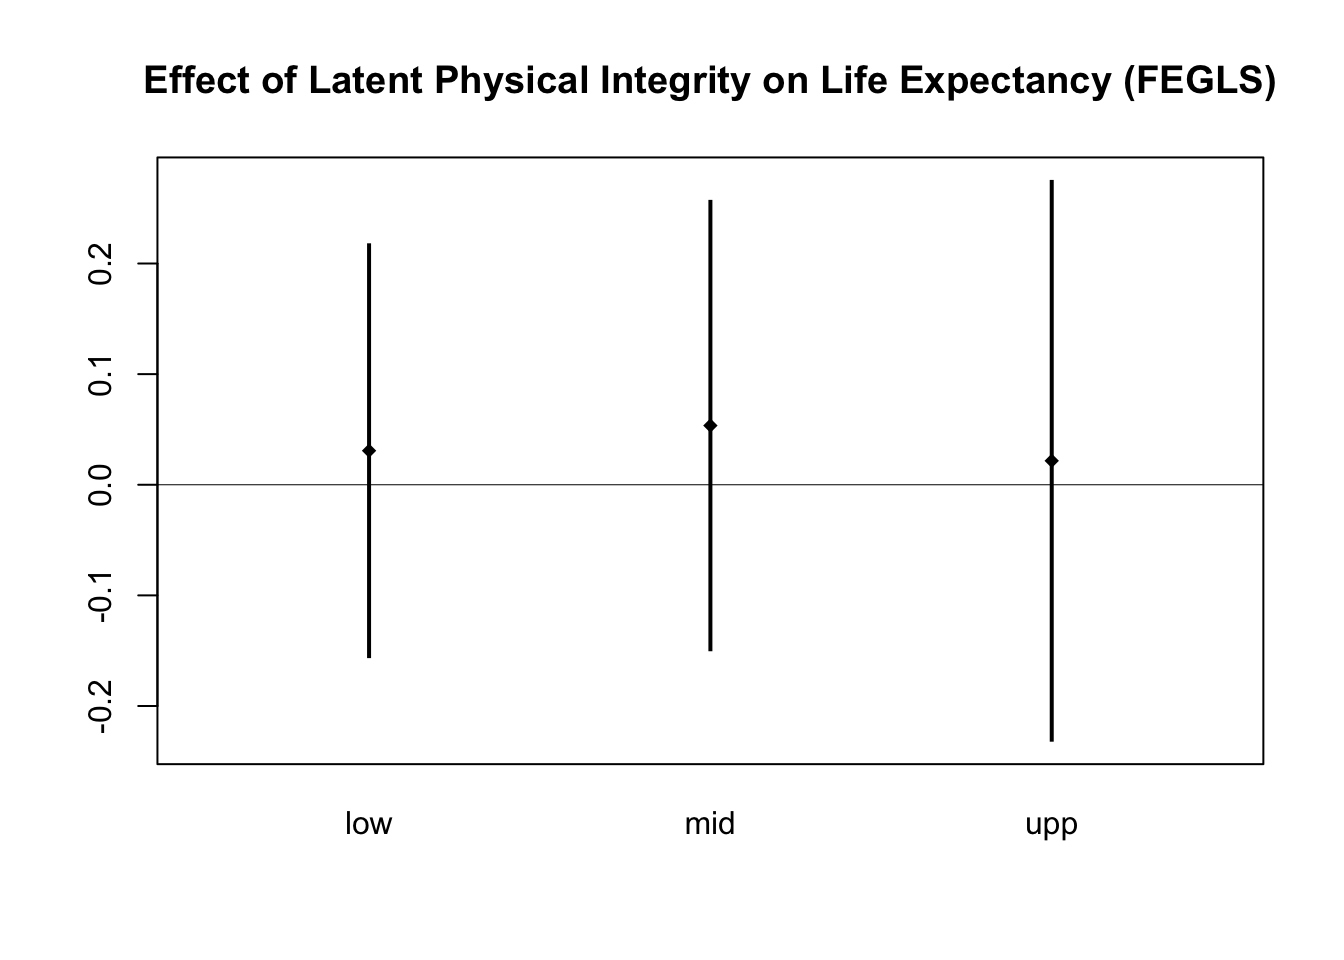 Effect of Latent Physical Integrity on Life Expectancy (FEGLS)
0.2
0.1
0.0
-0.1
-0.2
low mid upp